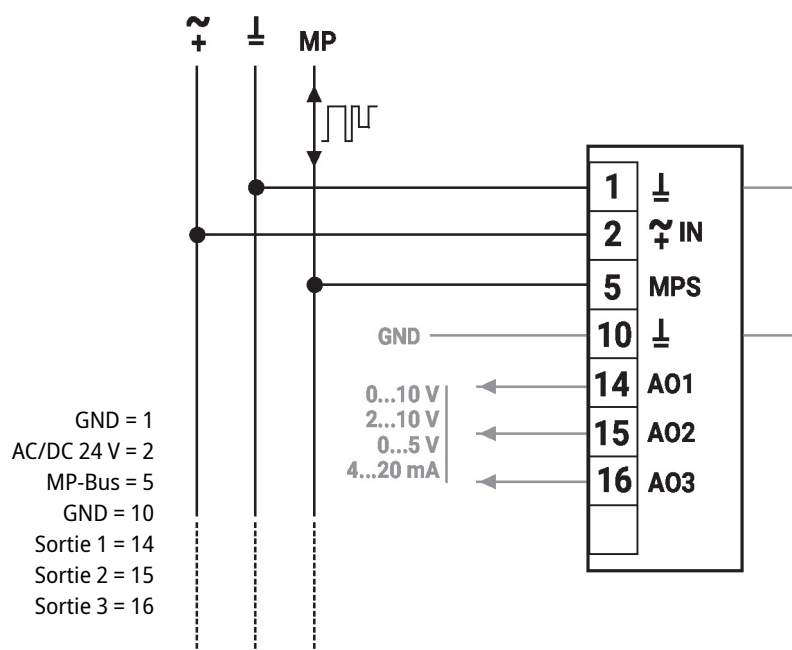 ~
+ ⊥ MP
1 ⊥
2 ~
+ IN
5 MPS
GND 10 ⊥
0...10 V 14 AO1
2...10 V
0...5 V 15 AO2
4...20 mA 16 AO3
GND = 1
AC/DC 24 V = 2
MP-Bus = 5
GND = 10
Sortie 1 = 14
Sortie 2 = 15
Sortie 3 = 16